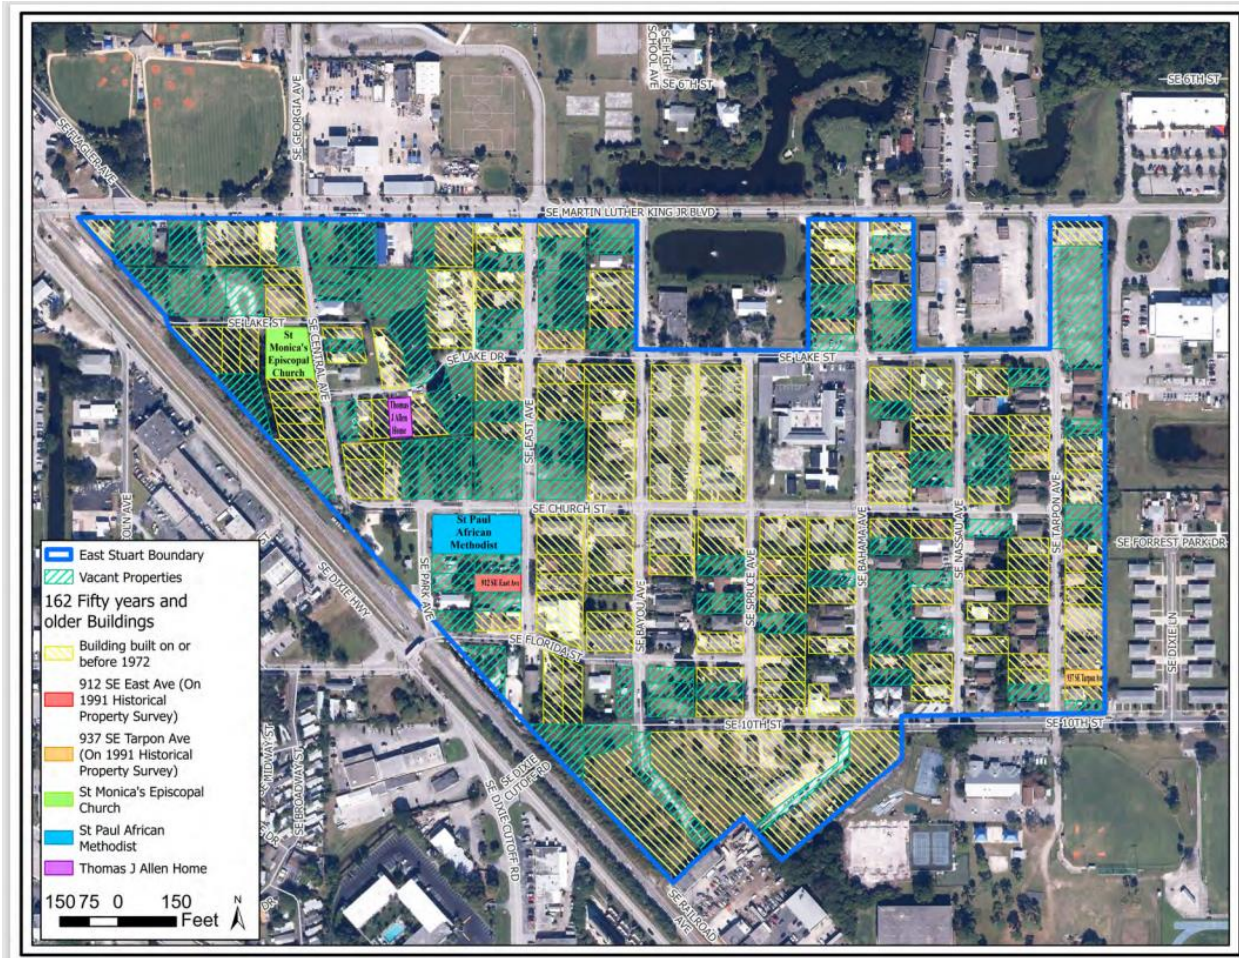 SE HIGH
SCHOOL AVE
SE 6TH ST
SE 6TH ST
SE FLAGLER AVE
SE GEORGIA AVE
SE MARTIN LUTHER KING JR BLVD
SE LAKE ST
SE CENTRAL AVE
St
Monica's
Episcopal
Church
SE LAKE DR
SE LAKE ST
Thomas
J Allen
Home
SE EAST AVE
SE CHURCH ST
St Paul
African
Methodist
912 SE East Ave
SE PARK AVE
SE FLORIDA ST
SE BAYOU AVE
SE SPRUCE AVE
SE BAHAMA AVE
SE NASSAU AVE
SE TARPON AVE
SE FORREST PARK DR
SE DIXIE LN
937 SE Tarpon Ave
SE 10TH ST
SE 10TH ST
OLN AVE
ST
SE DIXIE HWY
SE MIDWAY ST
SE BROADWAY ST
SE DIXIE
CUTOFF RD
SE DIXIE CUTOFF RD
SE RAILROAD
AVE
E DR
DR
East Stuart Boundary
Vacant Properties
162 Fifty years and
older Buildings
Building built on or
before 1972
912 SE East Ave (On
1991 Historical
Property Survey)
937 SE Tarpon Ave
(On 1991 Historical
Property Survey)
St Monica's Episcopal
Church
St Paul African
Methodist
Thomas J Allen Home
150 75 0 150
Feet
N